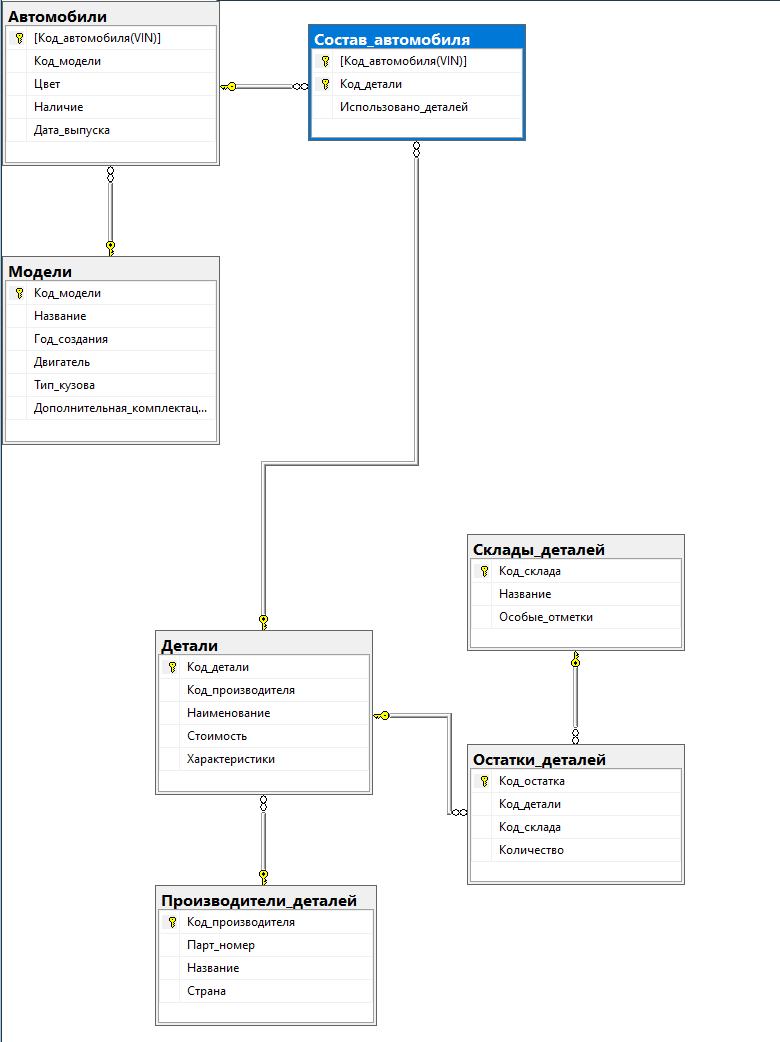 Автомобили
[Код_автомобиля(VIN)]
Код_модели
Цвет
Наличие
Дата_выпуска
Состав_автомобиля
[Код_автомобиля(VIN)]
Код_детали
Использовано_деталей
Модели
Код_модели
Название
Год_создания
Двигатель
Тип_кузова
Дополнительная_комплектац...
Склады_деталей
Код_склада
Название
Особые_отметки
Детали
Код_детали
Код_производителя
Наименование
Стоимость
Характеристики
Остатки_деталей
Код_остатка
Код_детали
Код_склада
Количество
Производители_деталей
Код_производителя
Парт_номер
Название
Страна